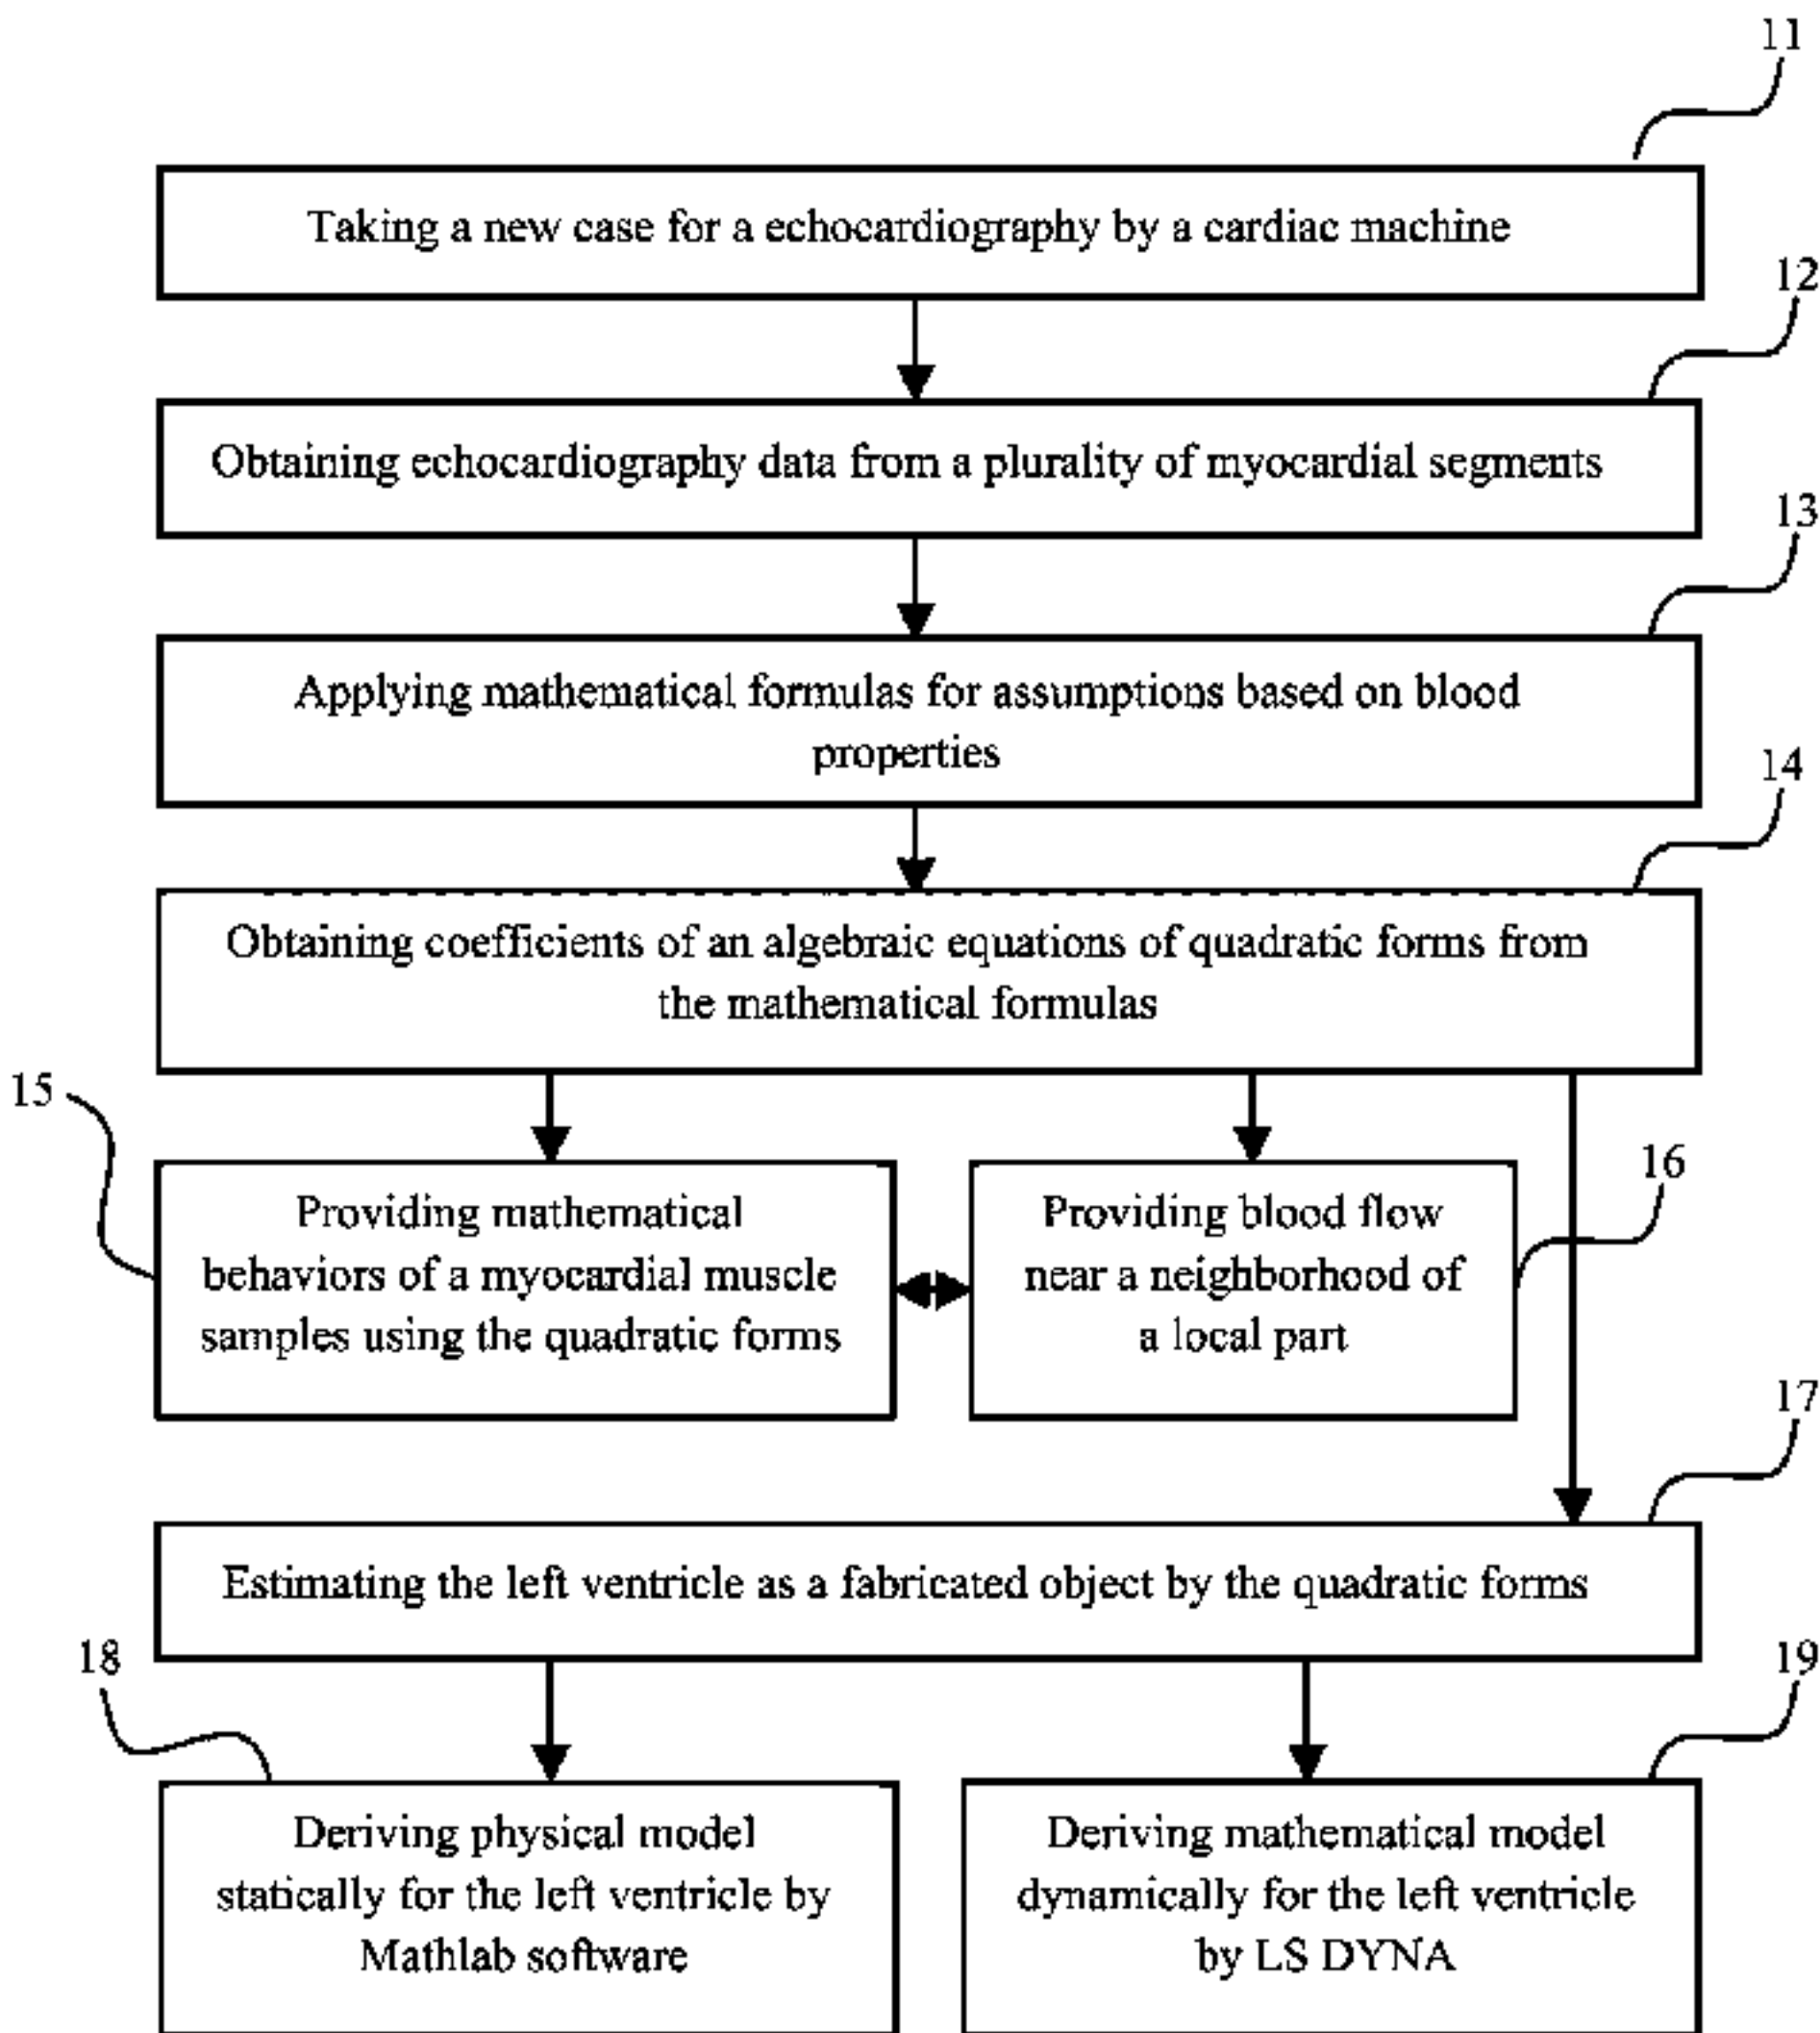 11
Taking a new case for a echocardiography by a cardiac machine
12
Obtaining echocardiography data from a plurality of myocardial segments
13
Applying mathematical formulas for assumptions based on blood
properties
14
Obtaining coefficients of an algebraic equations of quadratic forms from
the mathematical formulas
15
Providing mathematical
behaviors of a myocardial muscle
samples using the quadratic forms
16
Providing blood flow
near a neighborhood of
a local part
17
Estimating the left ventricle as a fabricated object by the quadratic forms
18
Deriving physical model
statically for the left ventricle by
Mathlab software
19
Deriving mathematical model
dynamically for the left ventricle
by LS DYNA